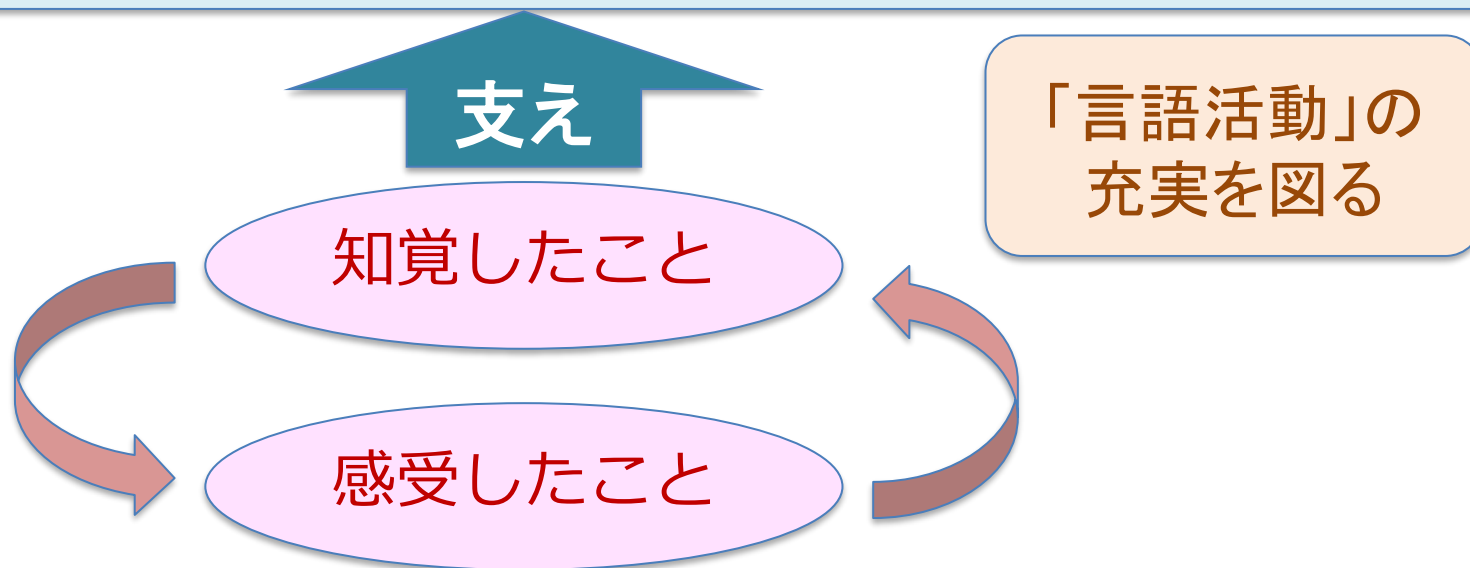 支え
「言語活動」の
充実を図る
知覚したこと
感受したこと